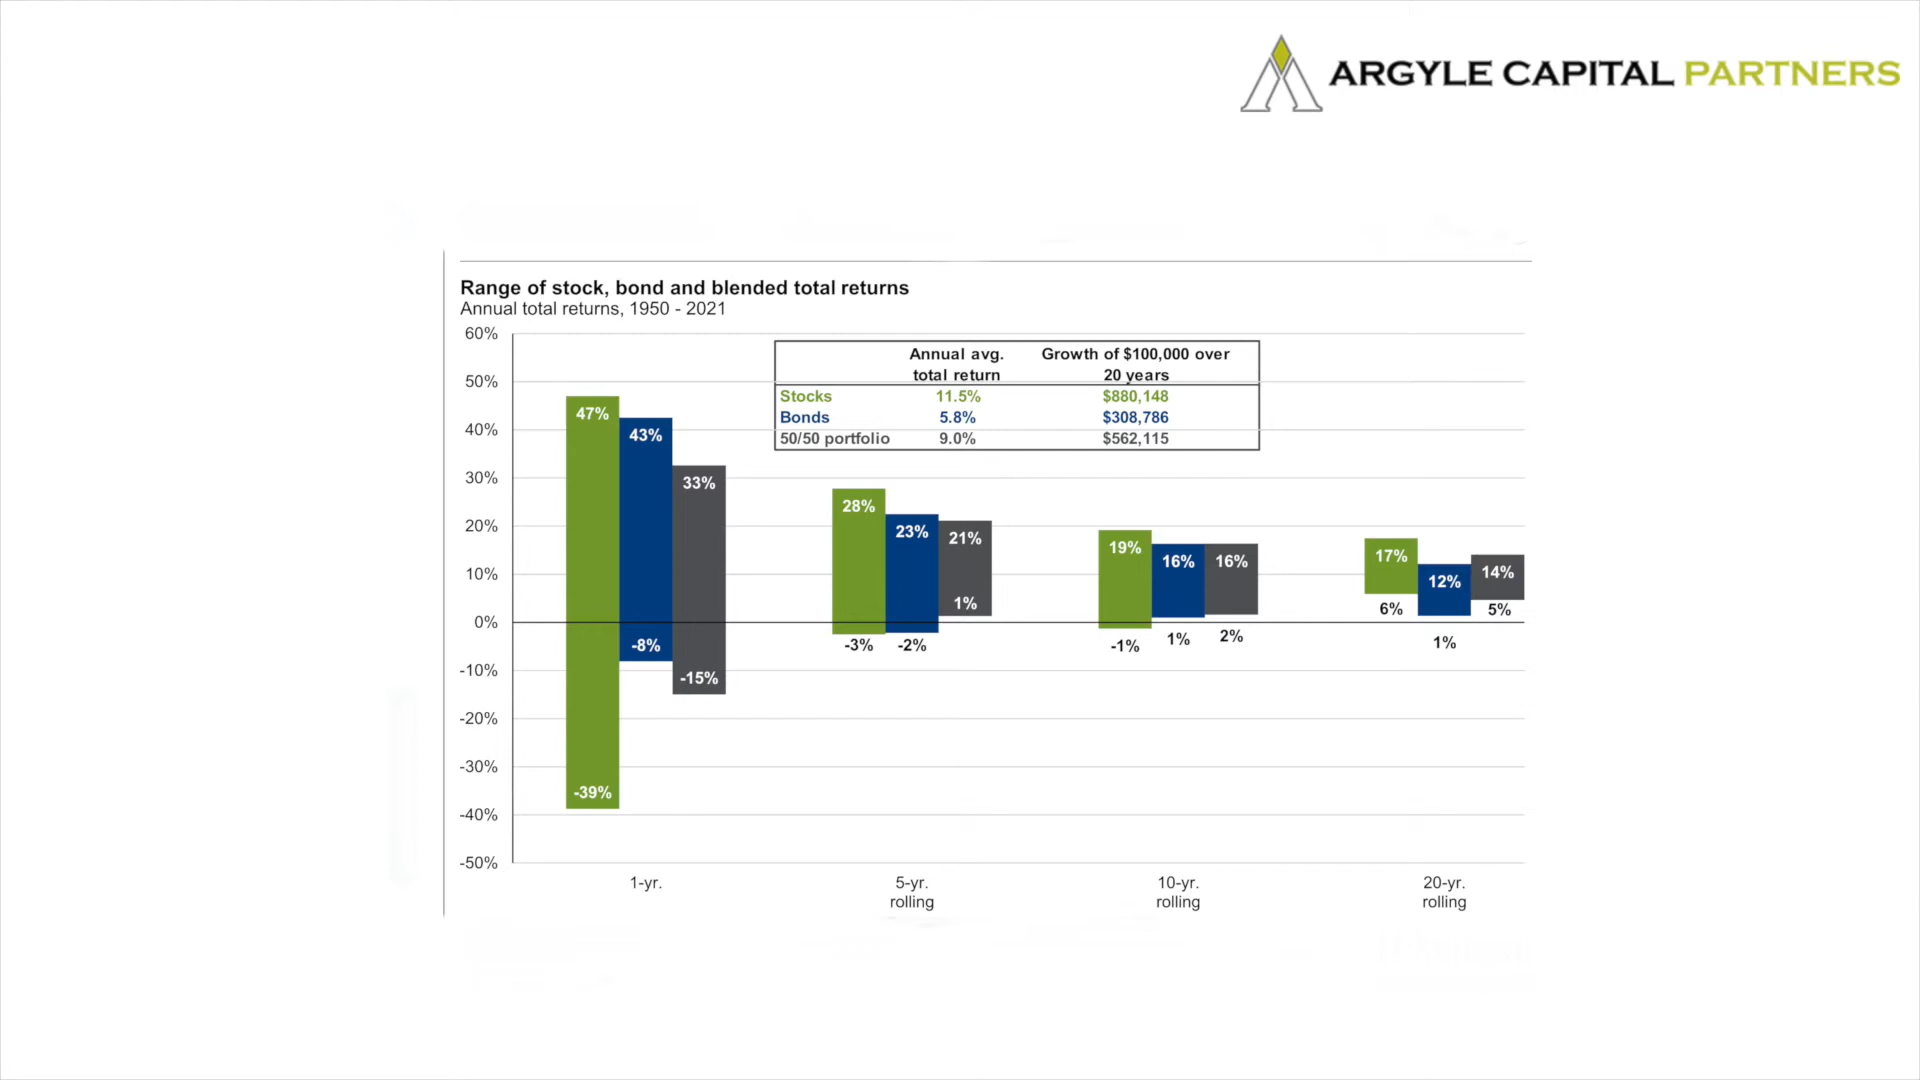 ARGYLE CAPITAL PARTNERS
Range of stock, bond and blended total returns
Annual total returns, 1950 - 2021
60%
50%
40%
30%
20%
10%
0%
-10%
-20%
-30%
-40%
-50%
Annual avg. Growth of $100,000 over
total return 20 years
Stocks 11.5% $880,148
Bonds 5.8% $308,786
50/50 portfolio 9.0% $562,115
47%
43%
33%
-8%
-15%
-39%
28%
23%
21%
1%
-3%
-2%
19%
16%
16%
-1%
1%
2%
17%
12%
14%
6%
5%
1%
1-yr.
5-yr.
rolling
10-yr.
rolling
20-yr.
rolling